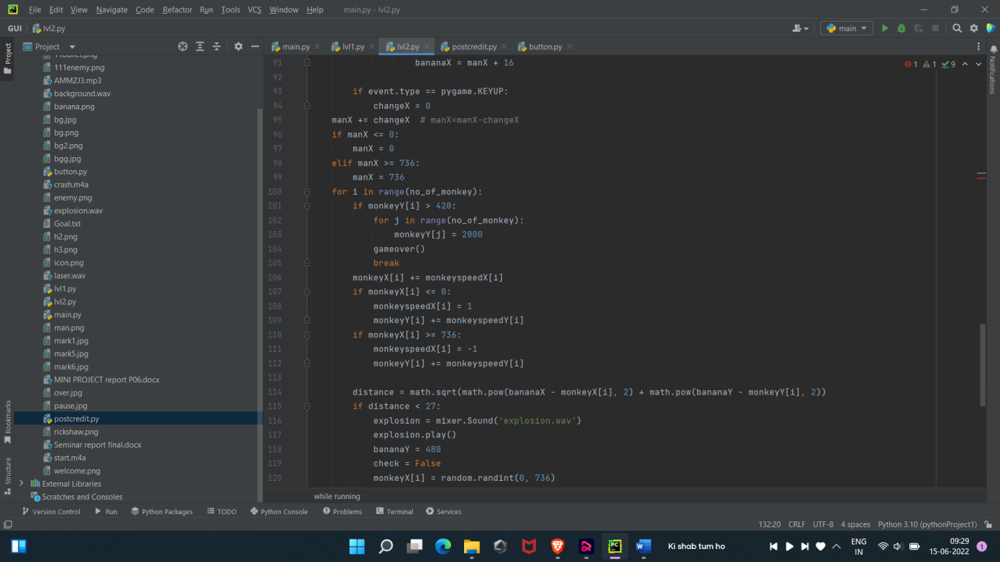 File Edit View Navigate Code Refactor Run Tools VCS Window Help main.py - lvl2.py
GUI lvl2.py main
Project
Project
main.py lvl1.py lvl2.py postcredit.py button.py
Notifications
111enemy.png
AMMZJ3.mp3
background.wav
banana.png
bg.jpg
bg.png
bg2.png
bgg.jpg
button.py
crash.m4a
enemy.png
explosion.wav
Goal.txt
h2.png
h3.png
icon.png
laser.wav
lvl1.py
lvl2.py
main.py
man.png
mark1.jpg
mark5.jpg
mark6.jpg
MINI PROJECT report P06.docx
over.jpg
pause.jpg
postcredit.py
rickshaw.png
Seminar report final.docx
start.m4a
welcome.png
External Libraries
Scratches and Consoles
Bookmarks
Structure
1 1 9
91 bananaX = manX + 16
92
93 if event.type == pygame.KEYUP:
94 changeX = 0
95 manX += changeX # manX=manX-changeX
96 if manX <= 0:
97 manX = 0
98 elif manX >= 736:
99 manX = 736
100 for i in range(no_of_monkey):
101 if monkeyY[i] > 420:
102 for j in range(no_of_monkey):
103 monkeyY[j] = 2000
104 gameover()
105 break
106 monkeyX[i] += monkeyspeedX[i]
107 if monkeyX[i] <= 0:
108 monkeyspeedX[i] = 1
109 monkeyY[i] += monkeyspeedY[i]
110 if monkeyX[i] >= 736:
111 monkeyspeedX[i] = -1
112 monkeyY[i] += monkeyspeedY[i]
113
114 distance = math.sqrt(math.pow(bananaX - monkeyX[i], 2) + math.pow(bananaY - monkeyY[i], 2))
115 if distance < 27:
116 explosion = mixer.Sound('explosion.wav')
117 explosion.play()
118 bananaY = 480
119 check = False
120 monkeyX[i] = random.randint(0, 736)
while running
Version Control Run Python Packages TODO Python Console Problems Terminal Services
132:20 CRLF UTF-8 4 spaces Python 3.10 (pythonProject1)
Ki shab tum ho
ENG
IN
09:29
15-06-2022
1